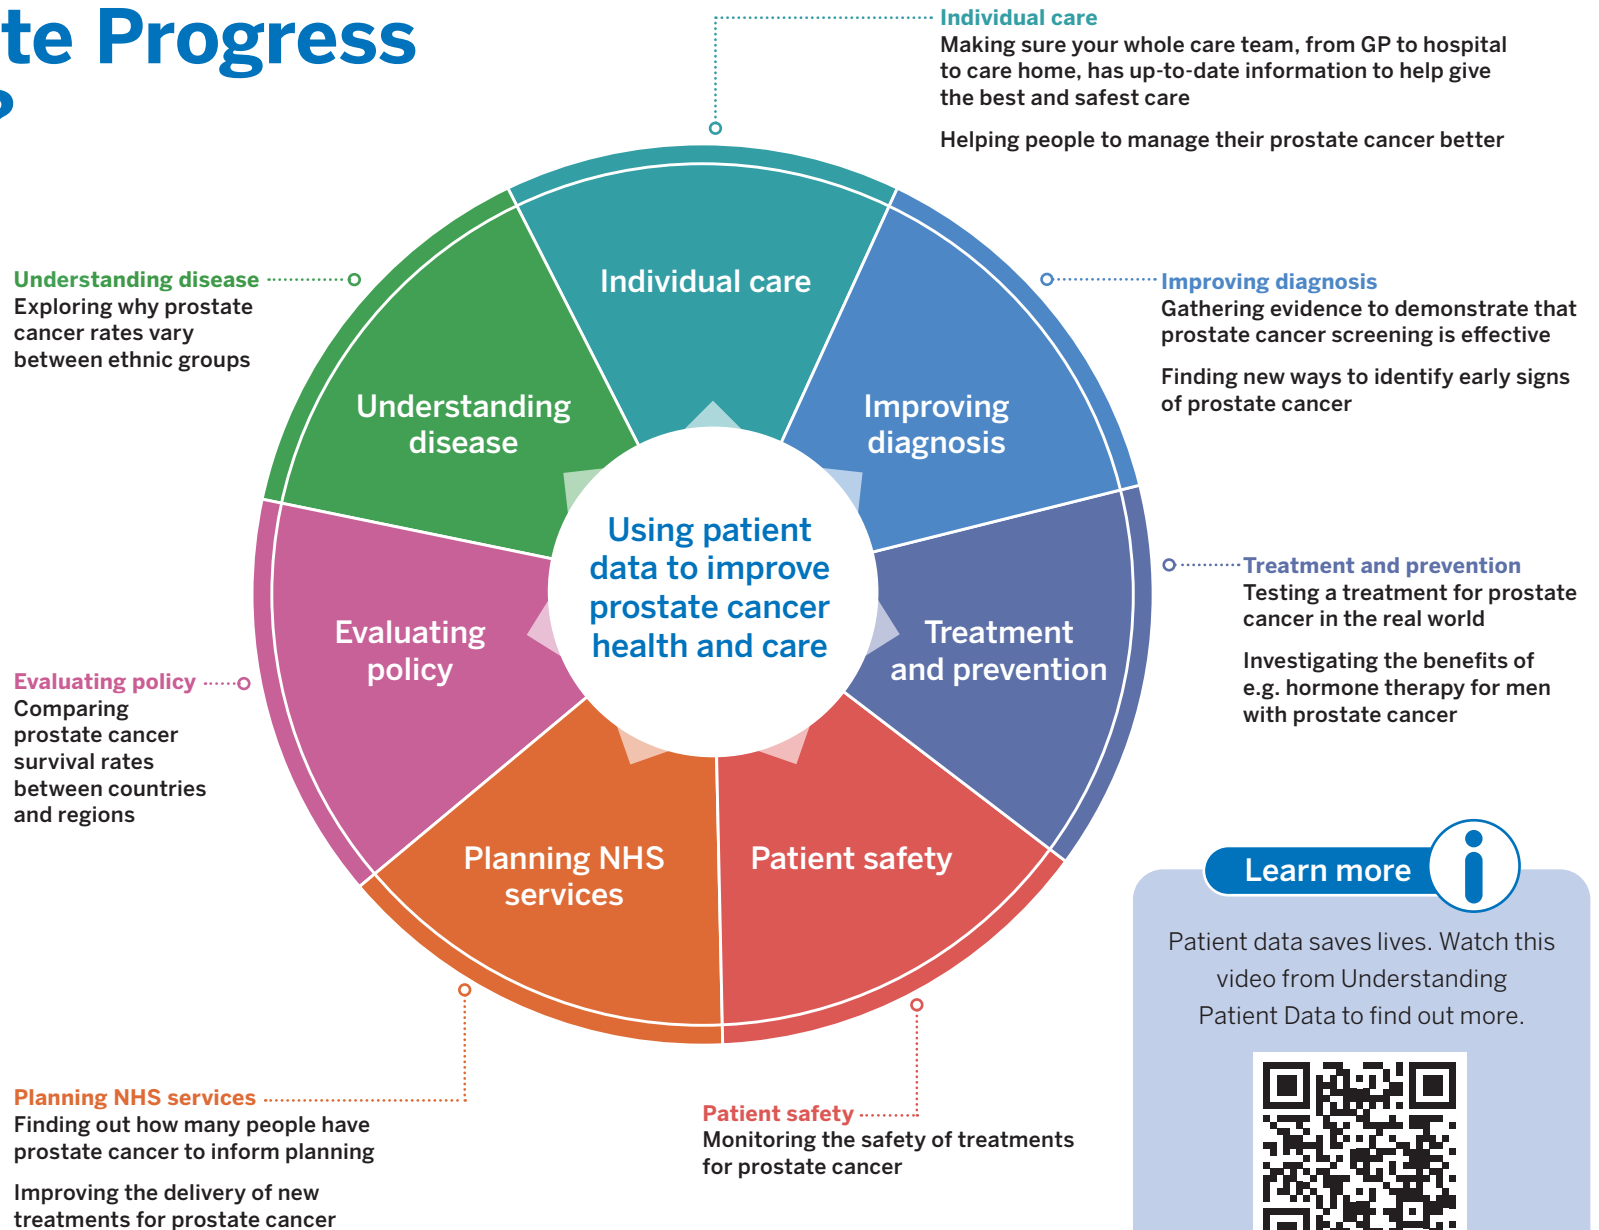 te Progress
?
Individual care
Making sure your whole care team, from GP to hospital
to care home, has up-to-date information to help give
the best and safest care
Helping people to manage their prostate cancer better
Understanding disease
Exploring why prostate
cancer rates vary
between ethnic groups
Improving diagnosis
Gathering evidence to demonstrate that
prostate cancer screening is effective
Finding new ways to identify early signs
of prostate cancer
Individual care
Understanding
disease
Improving
diagnosis
Using patient
data to improve
prostate cancer
health and care
Evaluating
policy
Treatment
and prevention
Planning NHS
services
Patient safety
Treatment and prevention
Testing a treatment for prostate
cancer in the real world
Investigating the benefits of
e.g. hormone therapy for men
with prostate cancer
Evaluating policy
Comparing
prostate cancer
survival rates
between countries
and regions
Learn more
Patient data saves lives. Watch this
video from Understanding
Patient Data to find out more.
Planning NHS services
Finding out how many people have
prostate cancer to inform planning
Improving the delivery of new
treatments for prostate cancer
Patient safety
Monitoring the safety of treatments
for prostate cancer